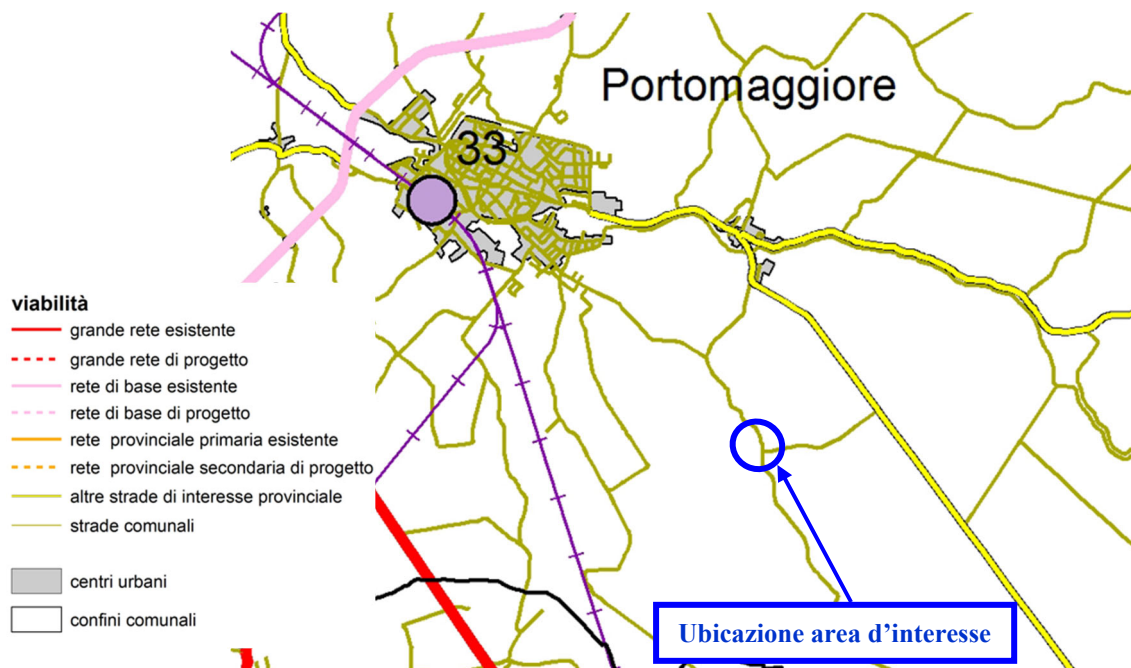 Portomaggiore
33
viabilità
grande rete esistente
grande rete di progetto
rete di base esistente
rete di base di progetto
rete provinciale primaria esistente
rete provinciale secondaria di progetto
altre strade di interesse provinciale
strade comunali
centri urbani
confini comunali
Ubicazione area d’interesse